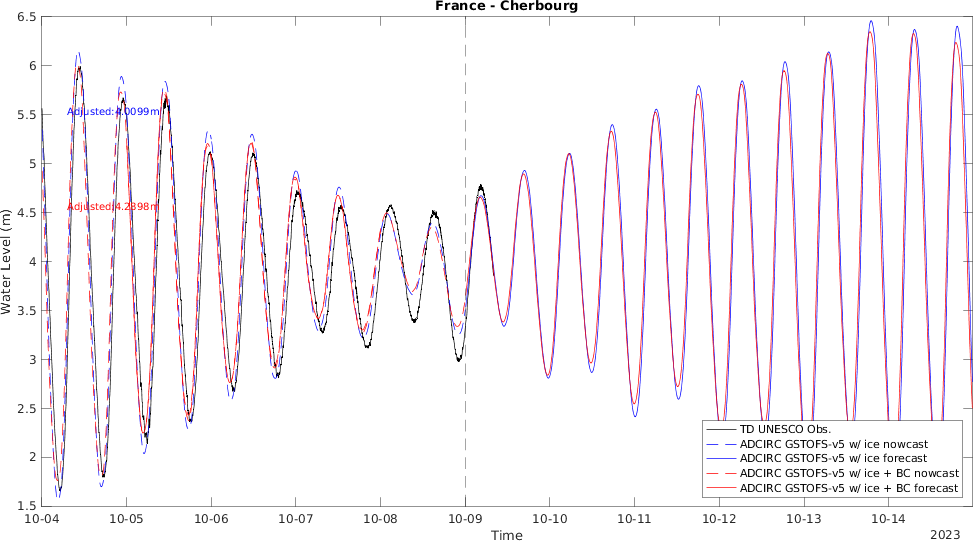 France - Cherbourg
6.5
6
5.5
5
4.5
4
3.5
3
2.5
2
1.5
Water Level (m)
Adjusted:4.0099m
Adjusted:4.2398m
TD UNESCO Obs.
ADCIRC GSTOFS-v5 w/ ice nowcast
ADCIRC GSTOFS-v5 w/ ice forecast
ADCIRC GSTOFS-v5 w/ ice + BC nowcast
ADCIRC GSTOFS-v5 w/ ice + BC forecast
10-04 10-05 10-06 10-07 10-08 10-09 10-10 10-11 10-12 10-13 10-14
Time
2023